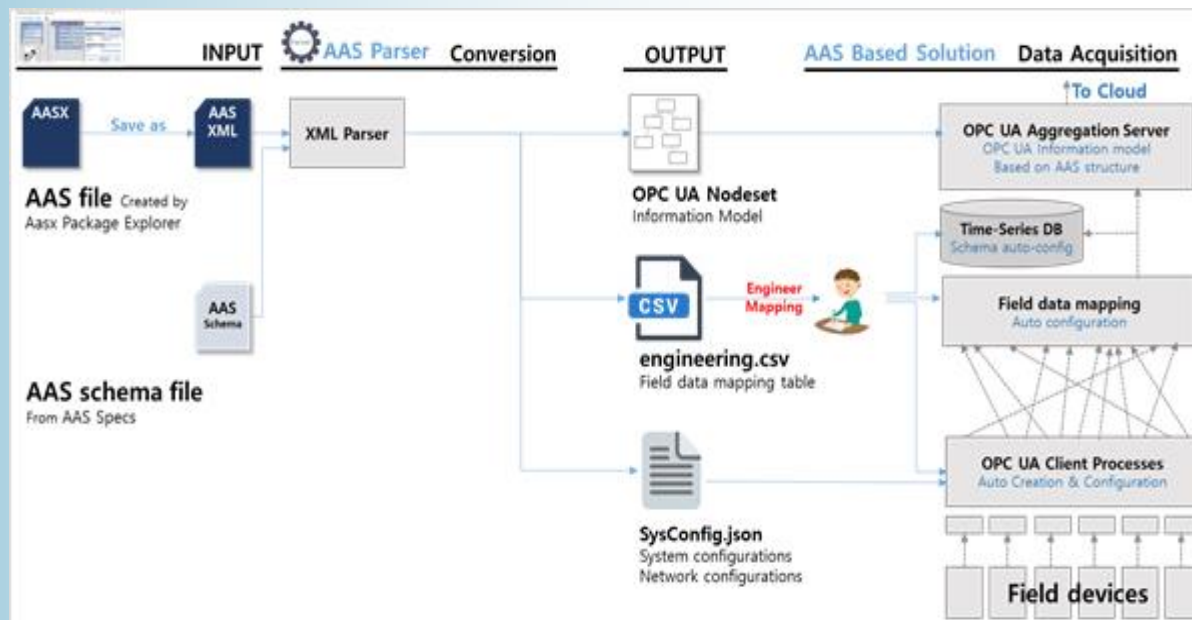 INPUT
AAS Parser Conversion
OUTPUT
AAS Based Solution Data Acquisition
AASX
Save as
AAS
XML
AAS file Created by
Aasx Package Explorer
AAS
Schema
AAS schema file
From AAS Specs
XML Parser
OPC UA Nodeset
Information Model
CSV
engineering.csv
Field data mapping table
Engineer
Mapping
SysConfig.json
System configurations
Network configurations
To Cloud
OPC UA Aggregation Server
OPC UA Information model
Based on AAS structure
Time-Series DB
Schema auto-config
Field data mapping
Auto configuration
OPC UA Client Processes
Auto Creation & Configuration
Field devices